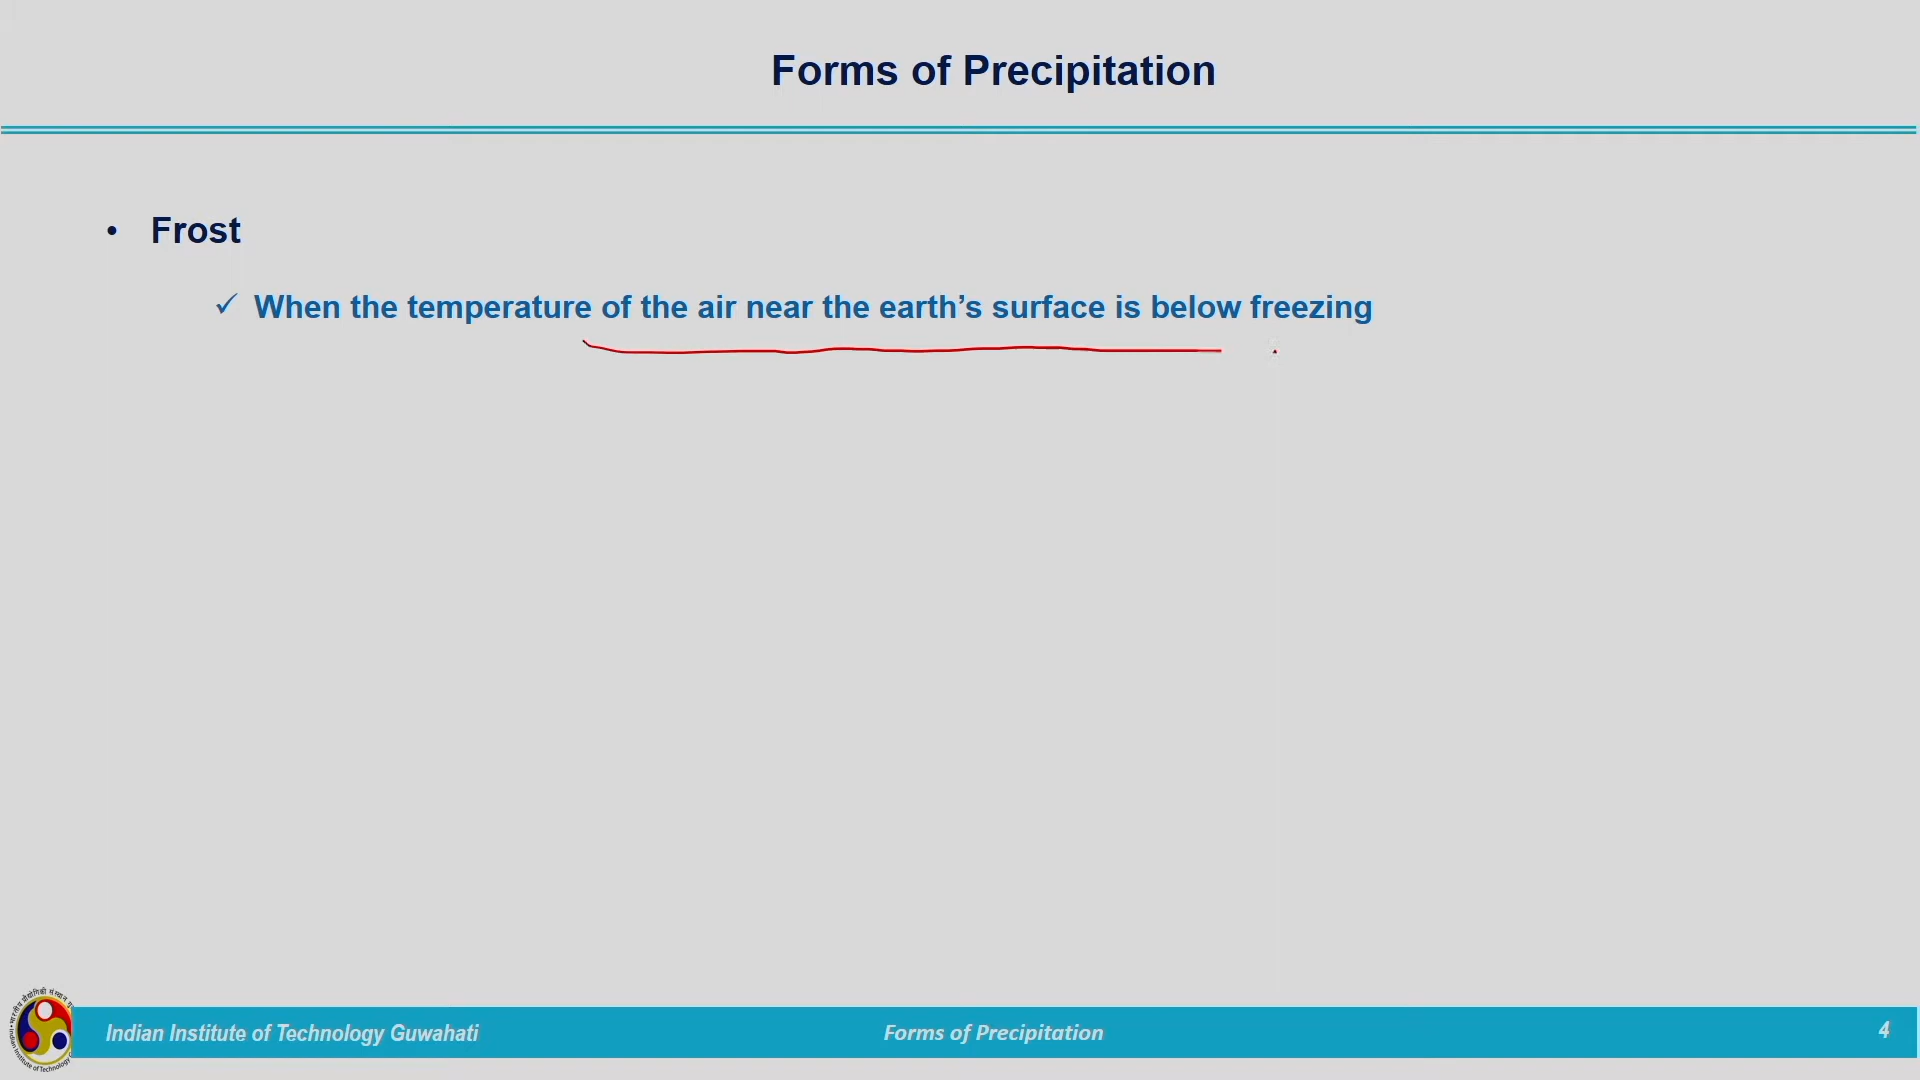 Forms of Precipitation
• Frost
✓ When the temperature of the air near the earth’s surface is below freezing
Indian Institute of Technology Guwahati
Forms of Precipitation
4